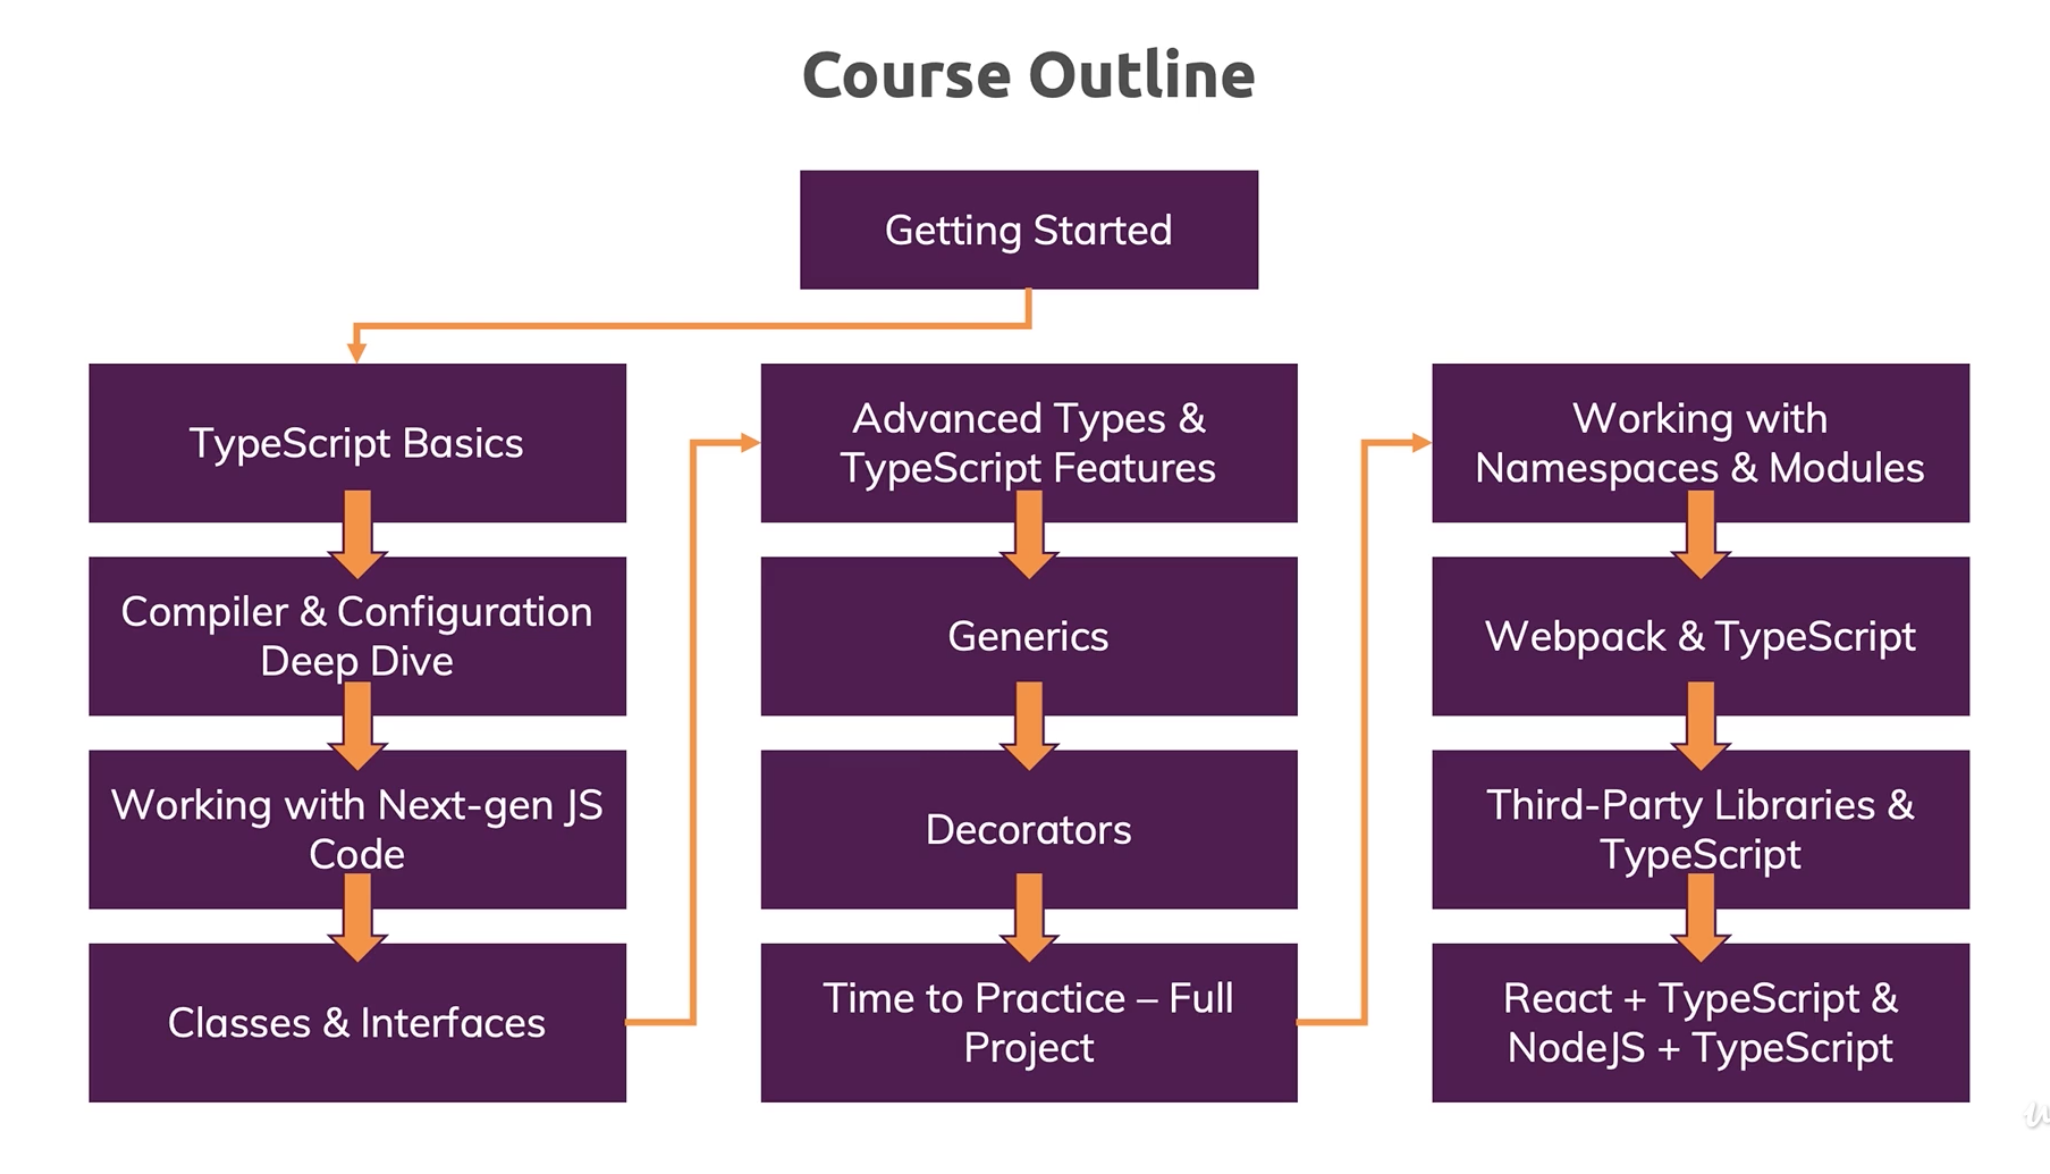 Course Outline
Getting Started
TypeScript Basics
Compiler & Configuration
Deep Dive
Working with Next-gen JS
Code
Classes & Interfaces
Advanced Types &
TypeScript Features
Generics
Decorators
Time to Practice – Full
Project
Working with
Namespaces & Modules
Webpack & TypeScript
Third-Party Libraries &
TypeScript
React + TypeScript &
NodeJS + TypeScript